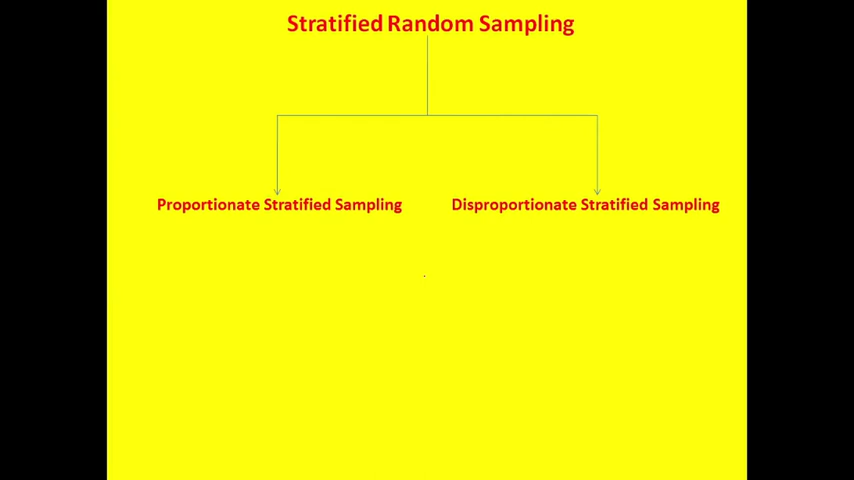 Stratified Random Sampling
Proportionate Stratified Sampling
Disproportionate Stratified Sampling